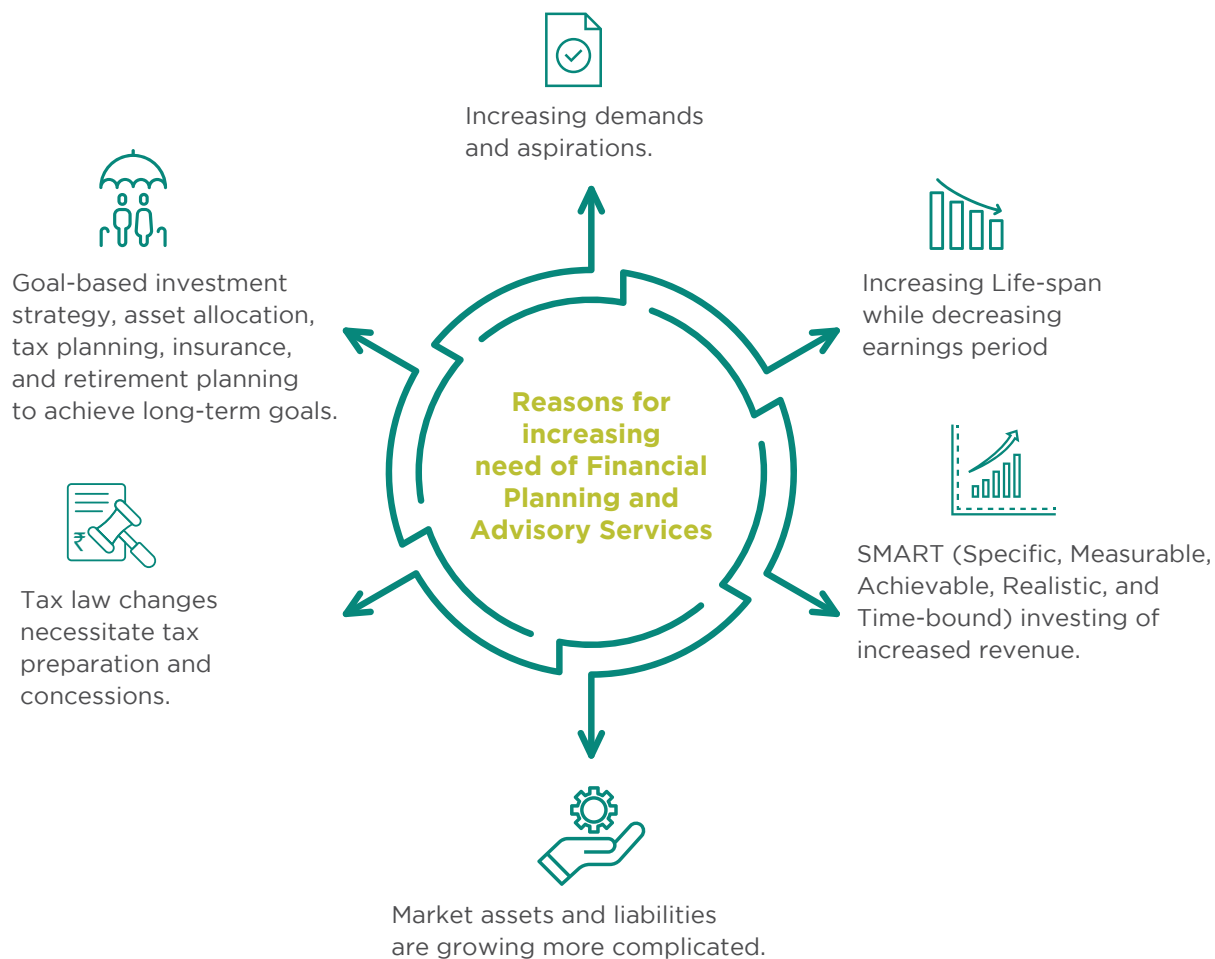 Increasing demands
and aspirations.
Increasing Life-span
while decreasing
earnings period
SMART (Specific, Measurable,
Achievable, Realistic, and
Time-bound) investing of
increased revenue.
Market assets and liabilities
are growing more complicated.
₹
Tax law changes
necessitate tax
preparation and
concessions.
Goal-based investment
strategy, asset allocation,
tax planning, insurance,
and retirement planning
to achieve long-term goals.
Reasons for
increasing
need of Financial
Planning and
Advisory Services